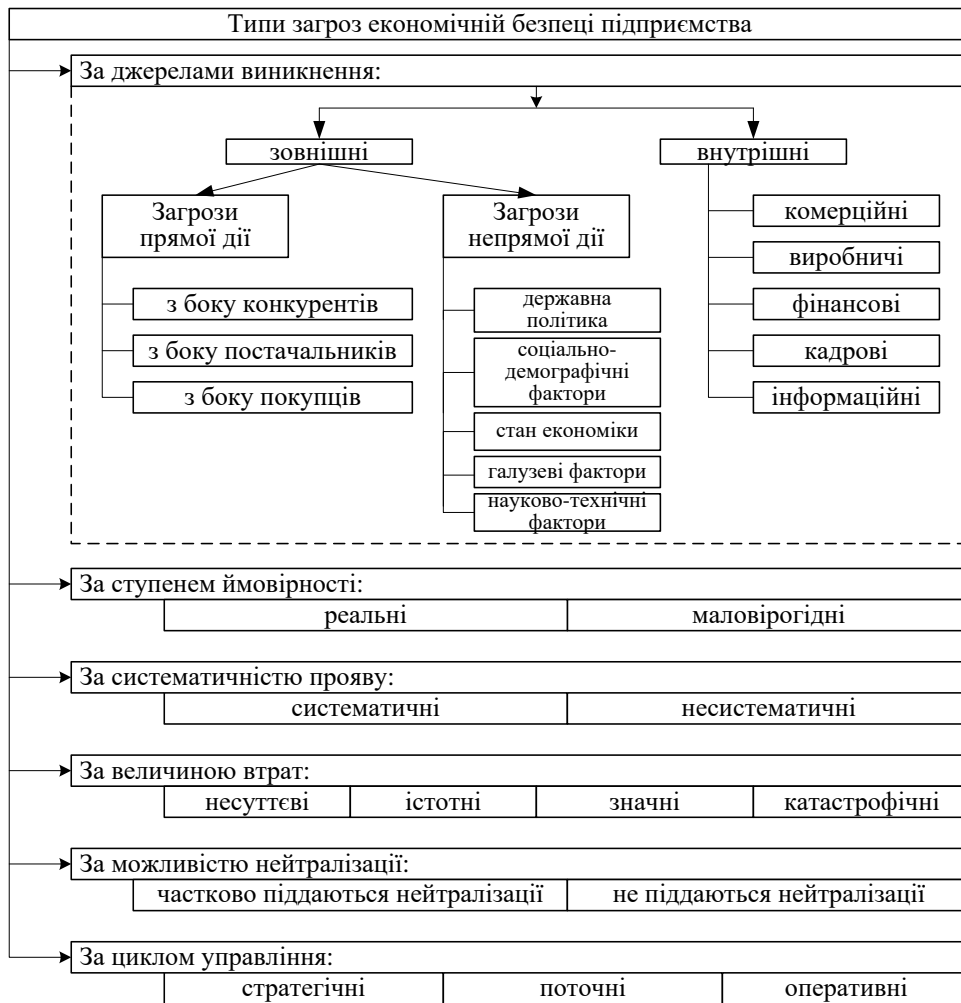 Типи загроз економічній безпеці підприємства
За джерелами виникнення:
зовнішні
внутрішні
Загрози
прямої дії
з боку конкурентів
з боку постачальників
з боку покупців
Загрози
непрямої дії
державна
політика
соціально-
демографічні
фактори
стан економіки
галузеві фактори
науково-технічні
фактори
комерційні
виробничі
фінансові
кадрові
інформаційні
За ступенем ймовірності:
реальні
маловірогідні
За систематичністю прояву:
систематичні
несистематичні
За величиною втрат:
несуттєві
істотні
значні
катастрофічні
За можливістю нейтралізації:
частково піддаються нейтралізації
не піддаються нейтралізації
За циклом управління:
стратегічні
поточні
оперативні